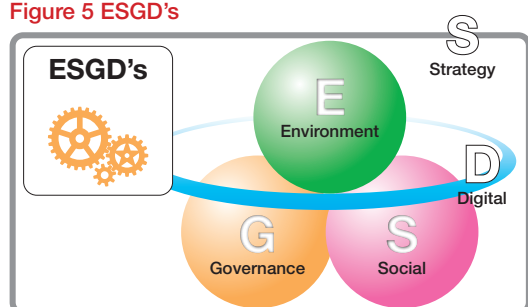 Figure 5 ESGD's
ESGD's
S
Strategy
E
Environment
D
Digital
G
Governance
S
Social